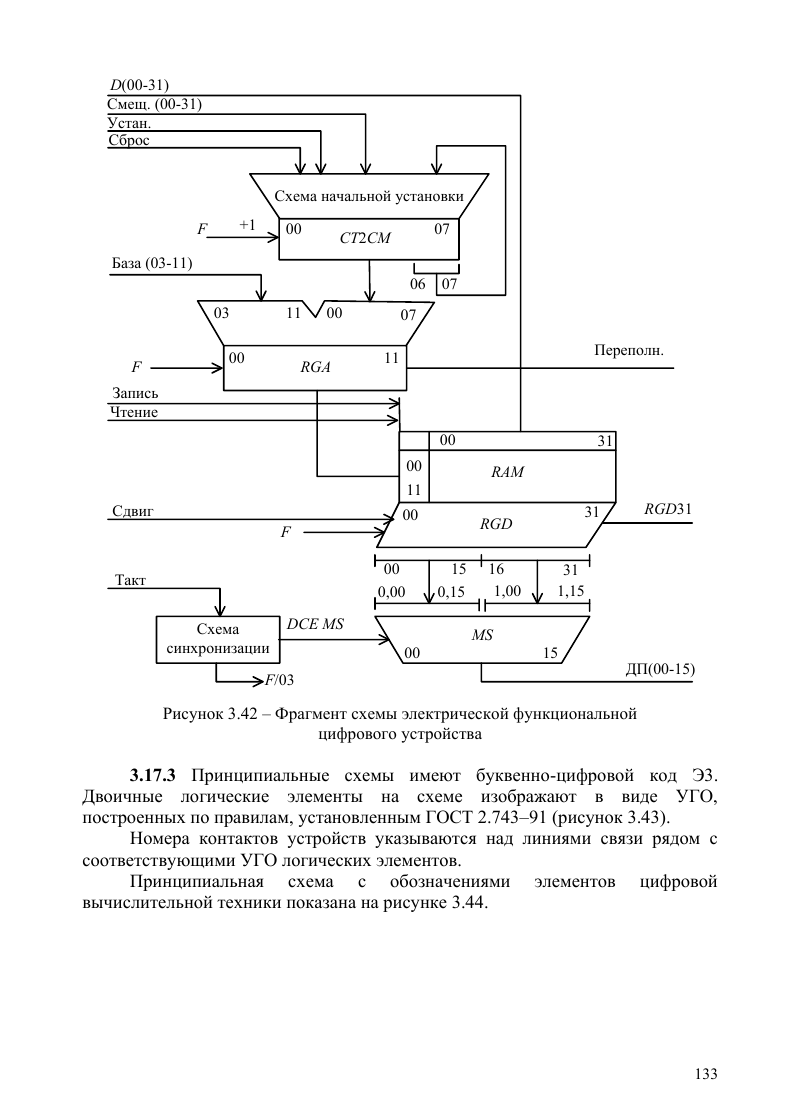 D(00-31)
Смещ. (00-31)
Устан.
Сброс
Схема начальной установки
F +1 00 07
CT2CM
База (03-11)
06 07
03 11 00 07
00 11
F RGA
Переполн.
Запись
Чтение
00 31
00
11
RAM
Сдвиг
00 31
F RGD
RGD31
00 15 16 31
0,00 0,15 1,00 1,15
Такт
Схема
синхронизации
DCE MS
MS
00 15
F/03
ДП(00-15)
Рисунок 3.42 – Фрагмент схемы электрической функциональной
цифрового устройства
3.17.3 Принципиальные схемы имеют буквенно-цифровой код Э3.
Двоичные логические элементы на схеме изображают в виде УГО,
построенных по правилам, установленным ГОСТ 2.743–91 (рисунок 3.43).
Номера контактов устройств указываются над линиями связи рядом с
соответствующими УГО логических элементов.
Принципиальная схема с обозначениями элементов цифровой
вычислительной техники показана на рисунке 3.44.
133